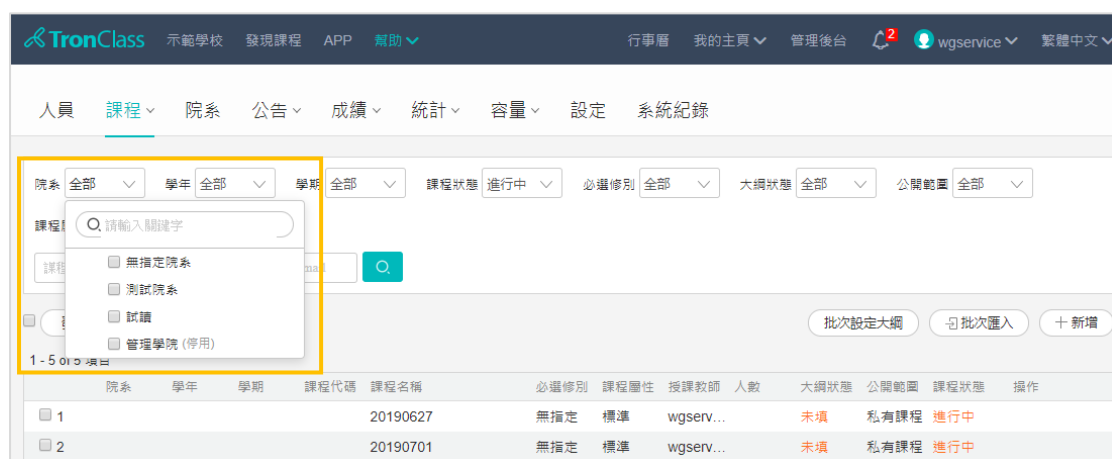 TronClass 示範學校 發現課程 APP 幫助 行事曆 我的主頁 管理後台 2 wgservice 繁體中文
人員 課程 院系 公告 成績 統計 容量 設定 系統紀錄
院系 全部 學年 全部 學期 全部 課程狀態 進行中 必選修別 全部 大綱狀態 全部 公開範圍 全部
課程 請輸入關鍵字
無指定院系
測試院系
試讀
批次設定大綱 批次匯入 新增
管理學院 (停用)
1 - 5 of 5 項目
院系 學年 學期 課程代碼 課程名稱 必選修別 課程屬性 授課教師 人數 大綱狀態 公開範圍 課程狀態 操作
1 20190627 無指定 標準 wgserv... 未填 私有課程 進行中
2 20190701 無指定 標準 wgserv... 未填 私有課程 進行中